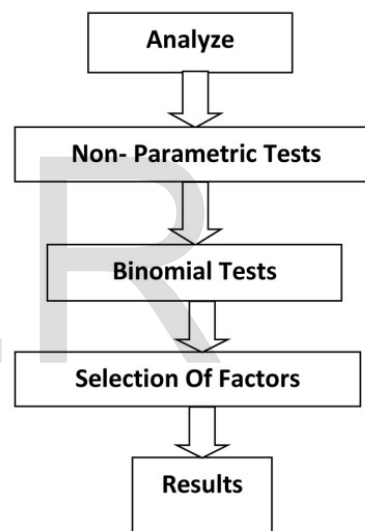 Analyze
Non- Parametric Tests
Binomial Tests
Selection Of Factors
Results
R